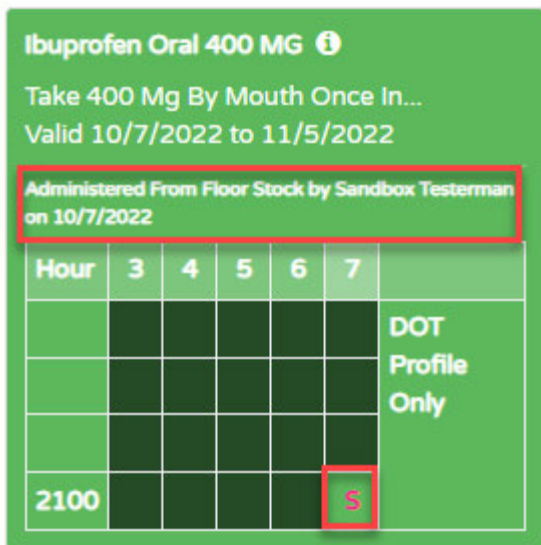 Ibuprofen Oral 400 MG i
Take 400 Mg By Mouth Once In...
Valid 10/7/2022 to 11/5/2022
Administered From Floor Stock by Sandbox Testerman
on 10/7/2022
Hour 3 4 5 6 7
DOT
Profile
Only
2100 S